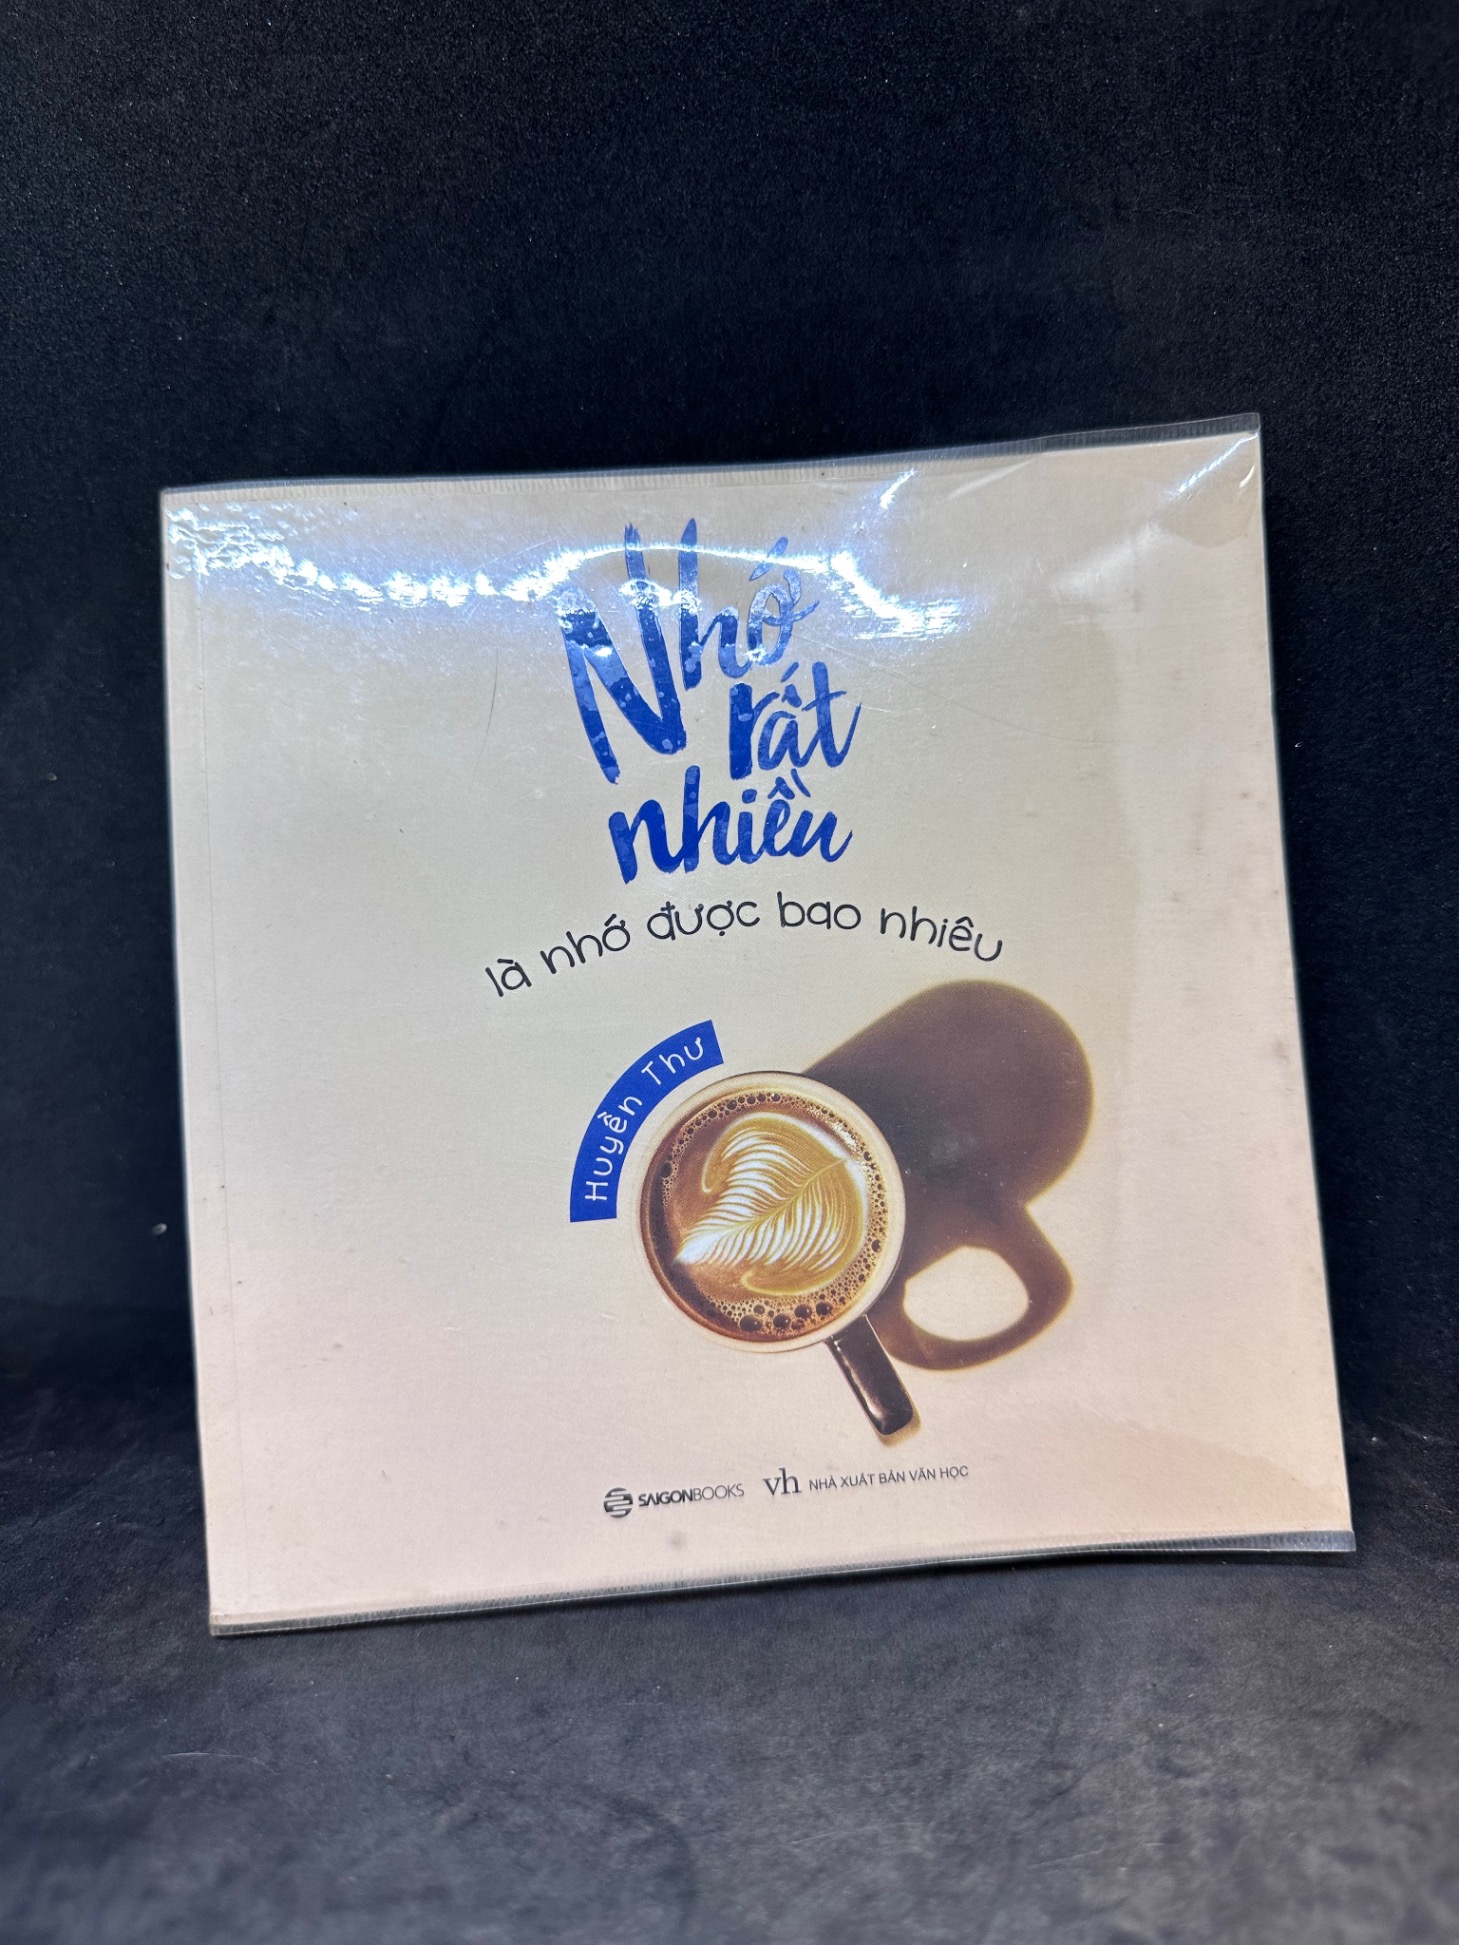 Nhớ
rất
nhiều
là nhớ được bao nhiêu
Huyền Thư
SAIGONBOOKS vh NHÀ XUẤT BẢN VĂN HỌC